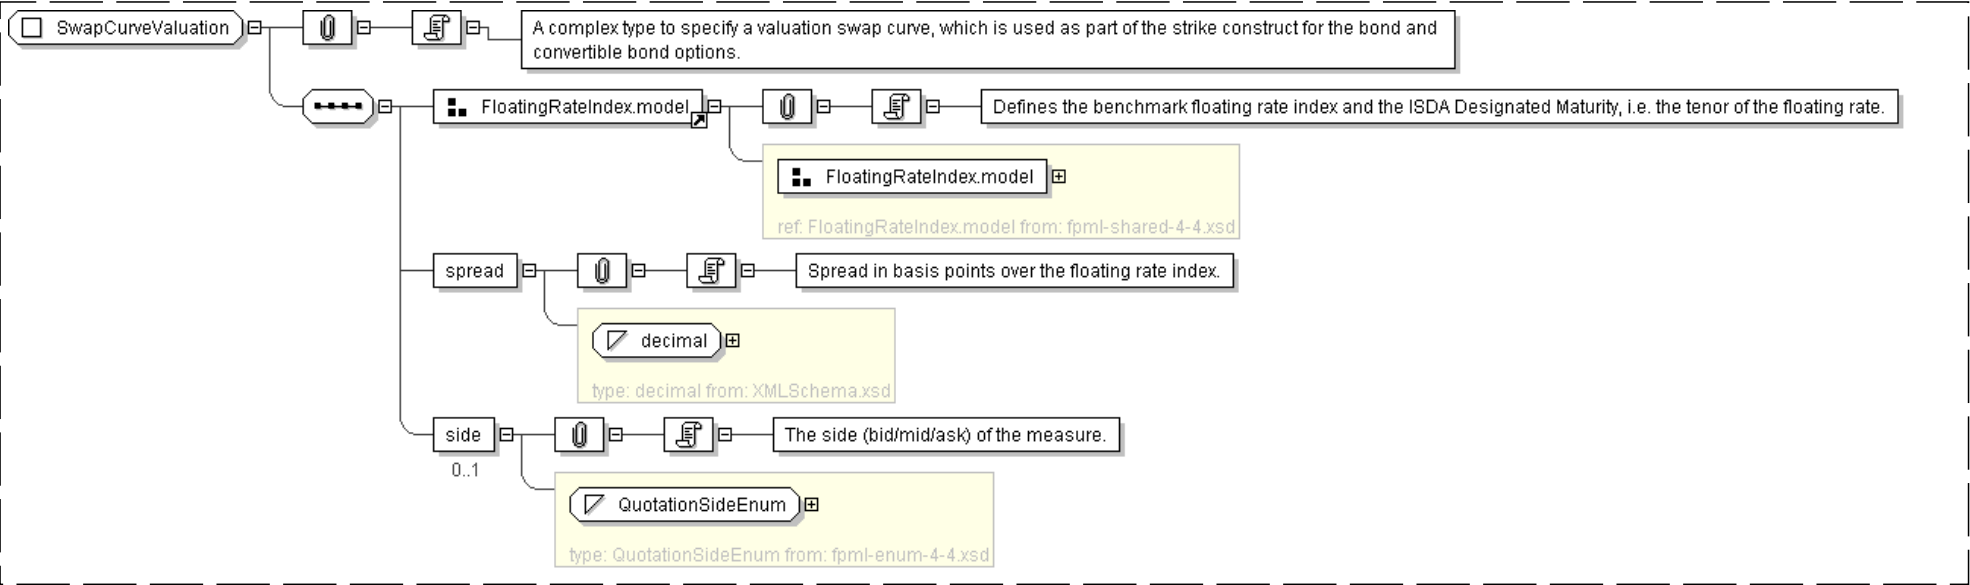 SwapCurveValuation
A complex type to specify a valuation swap curve, which is used as part of the strike construct for the bond and
convertible bond options.
FloatingRateIndex.model
Defines the benchmark floating rate index and the ISDA Designated Maturity, i.e. the tenor of the floating rate.
FloatingRateIndex.model
ref: FloatingRateIndex.model from: fpml-shared-4-4.xsd
spread
Spread in basis points over the floating rate index.
decimal
type: decimal from: XMLSchema.xsd
side
The side (bid/mid/ask) of the measure.
0..1
QuotationSideEnum
type: QuotationSideEnum from: fpml-enum-4-4.xsd